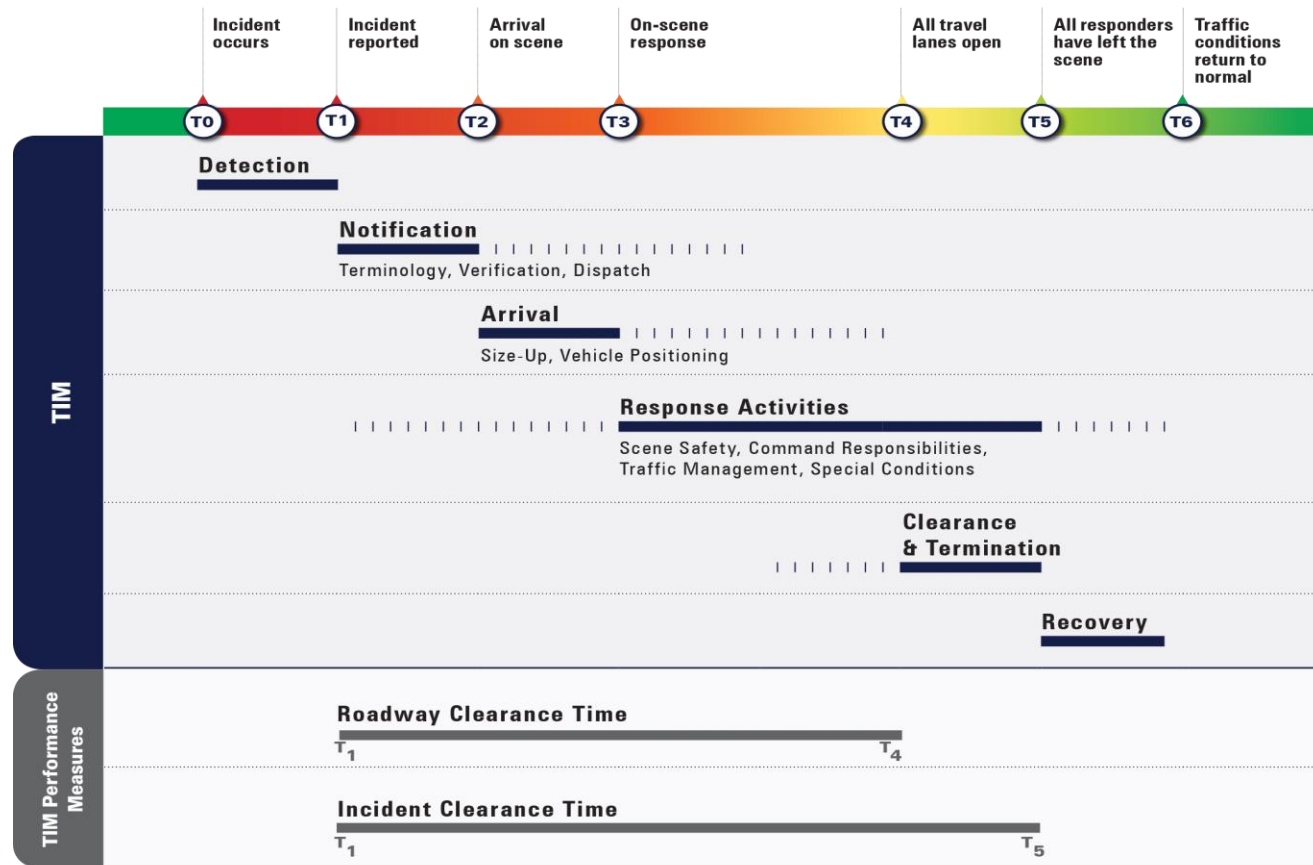 Incident
occurs
Incident
reported
Arrival
on scene
On-scene
response
All travel
lanes open
All responders
have left the
scene
Traffic
conditions
return to
normal
T0
T1
T2
T3
T4
T5
T6
TIM
Detection
Notification
Terminology, Verification, Dispatch
Arrival
Size-Up, Vehicle Positioning
Response Activities
Scene Safety, Command Responsibilities,
Traffic Management, Special Conditions
Clearance
& Termination
Recovery
TIM Performance
Measures
Roadway Clearance Time
T1
T4
Incident Clearance Time
T1
T5